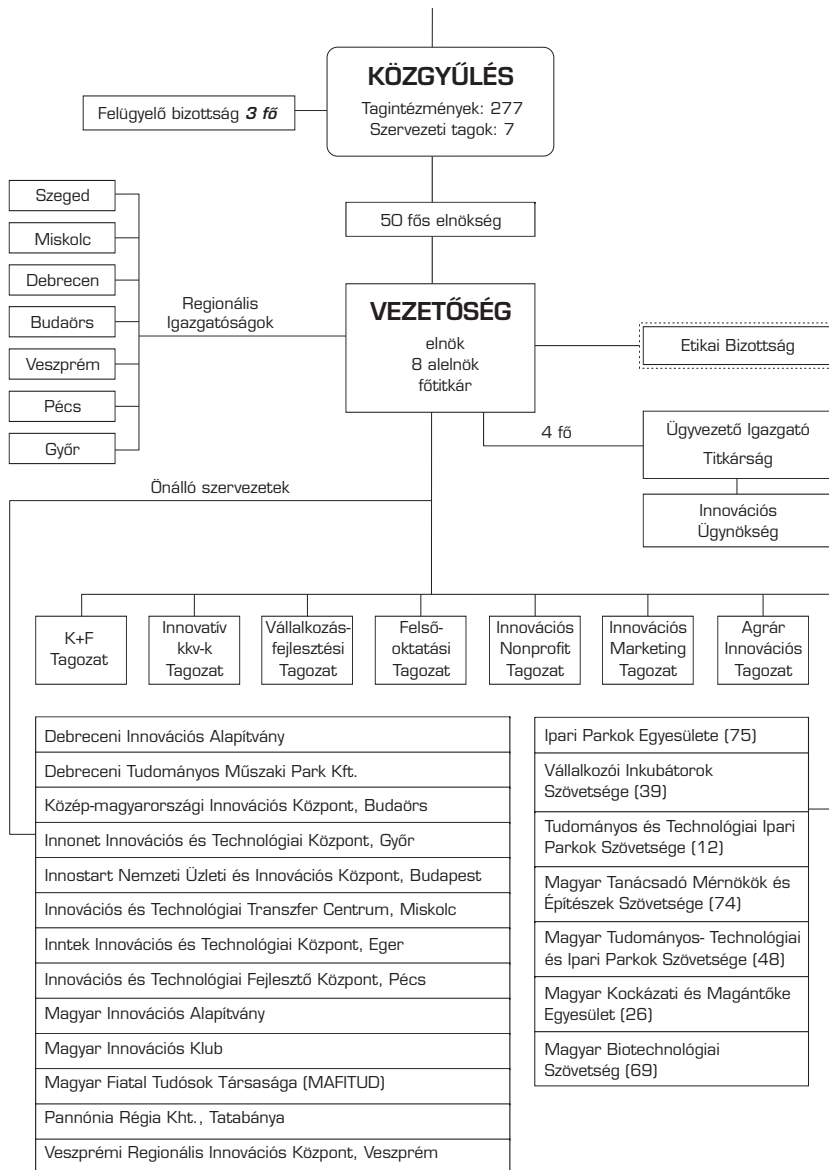 KÖZGYŰLÉS
Tagintézmények: 277
Szervezeti tagok: 7
Felügyelő bizottság 3 fő
50 fős elnökség
Szeged
Miskolc
Debrecen
Budaörs
Veszprém
Pécs
Győr
Regionális
Igazgatóságok
VEZETŐSÉG
elnök
8 alelnök
főtitkár
Etikai Bizottság
4 fő
Ügyvezető Igazgató
Titkárság
Innovációs
Ügynökség
Önálló szervezetek
K+F
Tagozat
Innovatív
kkv-k
Tagozat
Vállalkozás-
fejlesztési
Tagozat
Felső-
oktatási
Tagozat
Innovációs
Nonprofit
Tagozat
Innovációs
Marketing
Tagozat
Agrár
Innovációs
Tagozat
Debreceni Innovációs Alapítvány
Debreceni Tudományos Műszaki Park Kft.
Közép-magyarországi Innovációs Központ, Budaörs
Innonet Innovációs és Technológiai Központ, Győr
Innostart Nemzeti Üzleti és Innovációs Központ, Budapest
Innovációs és Technológiai Transzfer Centrum, Miskolc
Inntek Innovációs és Technológiai Központ, Eger
Innovációs és Technológiai Fejlesztő Központ, Pécs
Magyar Innovációs Alapítvány
Magyar Innovációs Klub
Magyar Fiatal Tudósok Társasága (MAFITUD)
Pannónia Régia Kht., Tatabánya
Veszprémi Regionális Innovációs Központ, Veszprém
Ipari Parkok Egyesülete (75)
Vállalkozói Inkubátorok
Szövetsége (39)
Tudományos és Technológiai Ipari
Parkok Szövetsége (12)
Magyar Tanácsadó Mérnökök és
Építészek Szövetsége (74)
Magyar Tudományos- Technológiai
és Ipari Parkok Szövetsége (48)
Magyar Kockázati és Magántőke
Egyesület (26)
Magyar Biotechnológiai
Szövetség (69)